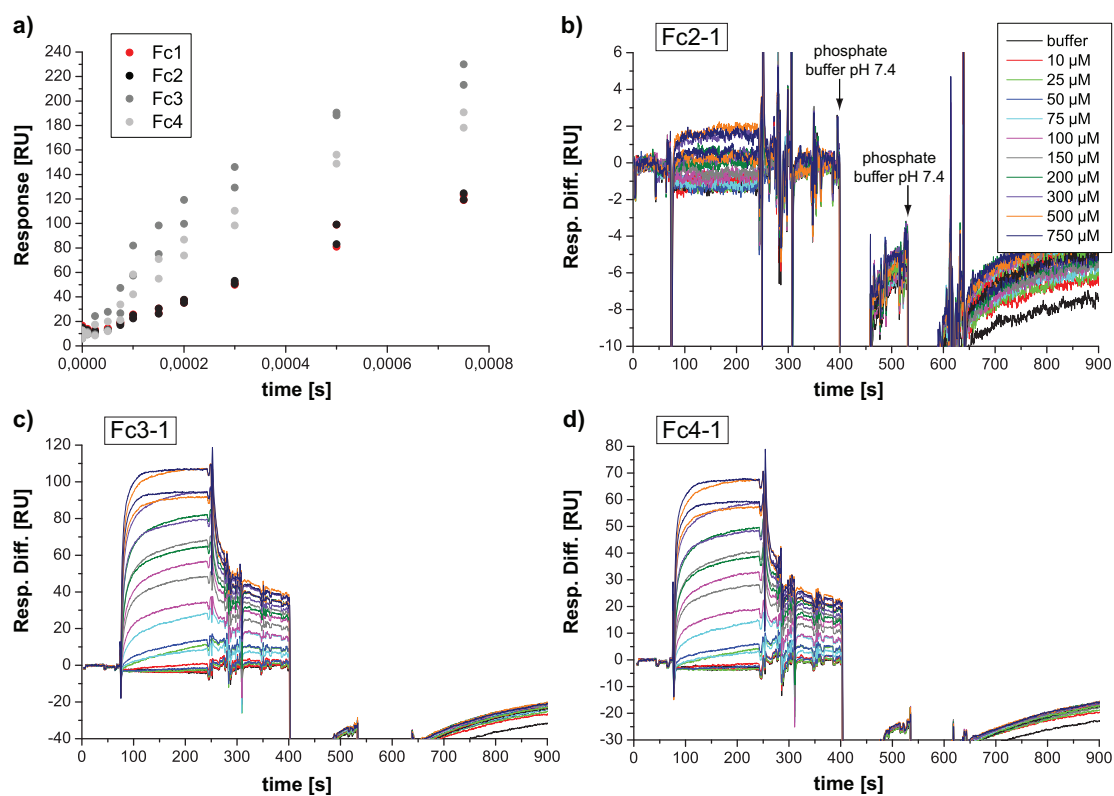 a)
Fc1
Fc2
Fc3
Fc4
240
220
200
180
160
140
120
100
80
60
40
20
0
0,0000
0,0002
0,0004
0,0006
0,0008
Response [RU]
time [s]
b)
Fc2-1
phosphate
buffer pH 7.4
phosphate
buffer pH 7.4
buffer
10 µM
25 µM
50 µM
75 µM
100 µM
150 µM
200 µM
300 µM
500 µM
750 µM
6
4
2
0
-2
-4
-6
-8
-10
0 100 200 300 400 500 600 700 800 900
Resp. Diff. [RU]
time [s]
c)
Fc3-1
120
100
80
60
40
20
0
-20
-40
0 100 200 300 400 500 600 700 800 900
Resp. Diff. [RU]
time [s]
d)
Fc4-1
80
70
60
50
40
30
20
10
0
-10
-20
-30
0 100 200 300 400 500 600 700 800 900
Resp. Diff. [RU]
time [s]